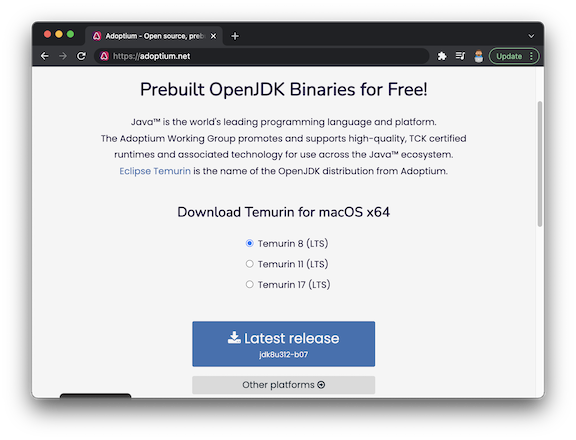 Adoptium - Open source, preb
https://adoptium.net
Update
Prebuilt OpenJDK Binaries for Free!
Java™ is the world's leading programming language and platform.
The Adoptium Working Group promotes and supports high-quality, TCK certified
runtimes and associated technology for use across the Java™ ecosystem.
Eclipse Temurin is the name of the OpenJDK distribution from Adoptium.
Download Temurin for macOS x64
Temurin 8 (LTS)
Temurin 11 (LTS)
Temurin 17 (LTS)
Latest release
jdk8u312-b07
Other platforms